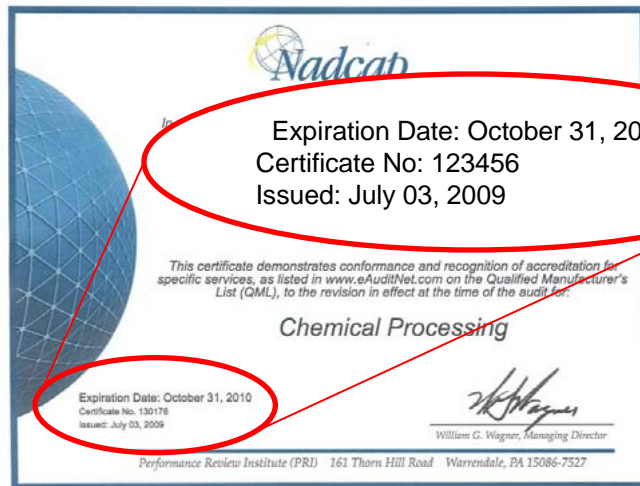 Nadcap
Expiration Date: October 31, 20
Certificate No: 123456
Issued: July 03, 2009
This certificate demonstrates conformance and recognition of accreditation for
specific services, as listed in www.eAuditNet.com on the Qualified Manufacturer's
List (QML), to the revision in effect at the time of the audit for:
Chemical Processing
Expiration Date: October 31, 2010
Certificate No. 130176
Issued: July 03, 2009
William G. Wagner, Managing Director
Performance Review Institute (PRI) 161 Thorn Hill Road Warrendale, PA 15086-7527